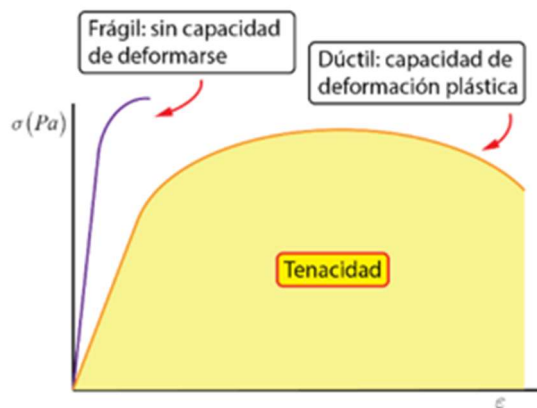 Frágil: sin capacidad
de deformarse
Dúctil: capacidad de
deformación plástica
σ(Pa)
Tenacidad
ε